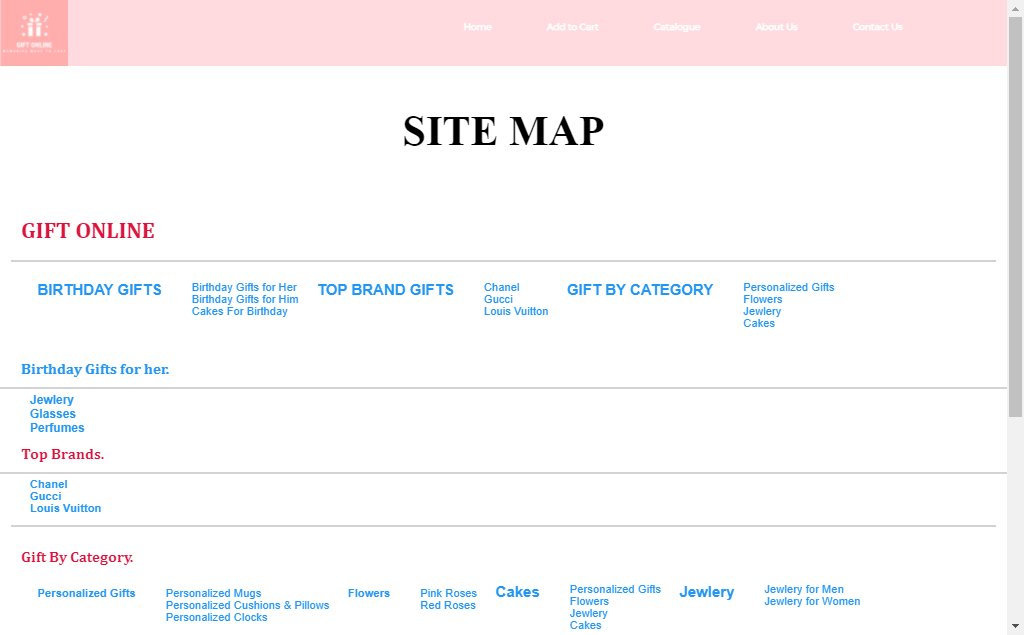 GIFT ONLINE
Home Add to Cart Catalogue About Us Contact Us
SITE MAP
GIFT ONLINE
BIRTHDAY GIFTS
Birthday Gifts for Her
Birthday Gifts for Him
Cakes For Birthday
TOP BRAND GIFTS
Chanel
Gucci
Louis Vuitton
GIFT BY CATEGORY
Personalized Gifts
Flowers
Jewlery
Cakes
Birthday Gifts for her.
Jewlery
Glasses
Perfumes
Top Brands.
Chanel
Gucci
Louis Vuitton
Gift By Category.
Personalized Gifts
Personalized Mugs
Personalized Cushions & Pillows
Personalized Clocks
Flowers
Pink Roses
Red Roses
Cakes
Personalized Gifts
Flowers
Jewlery
Cakes
Jewlery
Jewlery for Men
Jewlery for Women